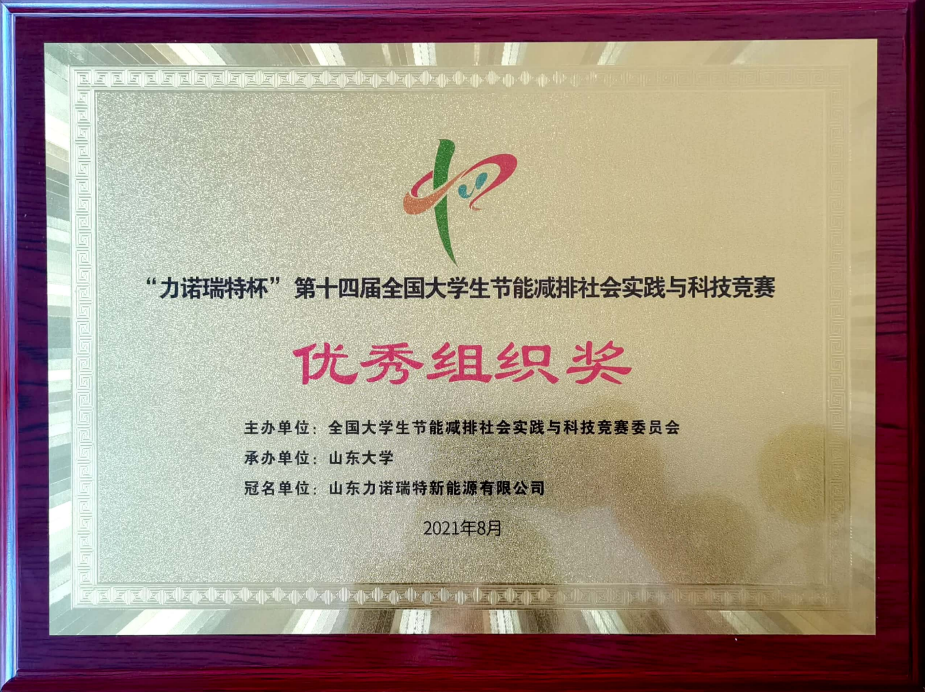 “力诺瑞特杯”第十四届全国大学生节能减排社会实践与科技竞赛
优秀组织奖
主办单位：全国大学生节能减排社会实践与科技竞赛委员会
承办单位：山东大学
冠名单位：山东力诺瑞特新能源有限公司
2021年8月